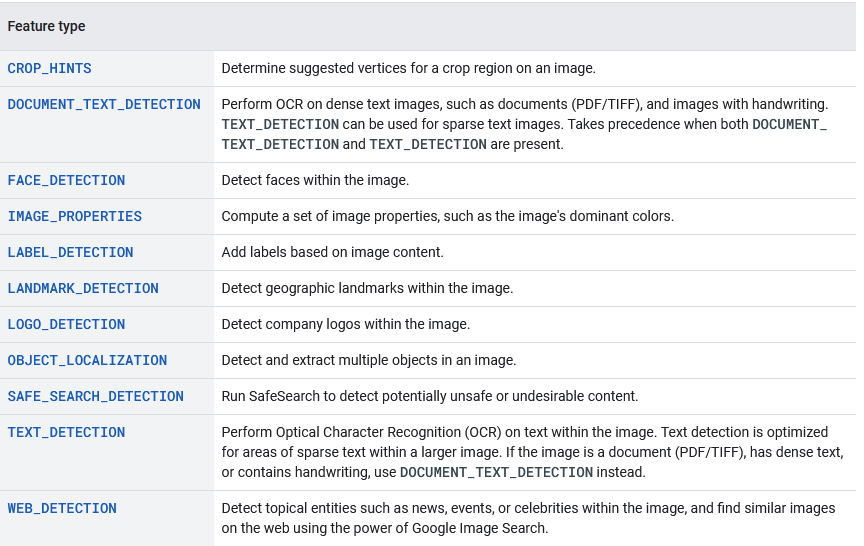 Feature type
CROP_HINTS
Determine suggested vertices for a crop region on an image.
DOCUMENT_TEXT_DETECTION
Perform OCR on dense text images, such as documents (PDF/TIFF), and images with handwriting.
TEXT_DETECTION can be used for sparse text images. Takes precedence when both DOCUMENT_
TEXT_DETECTION and TEXT_DETECTION are present.
FACE_DETECTION
Detect faces within the image.
IMAGE_PROPERTIES
Compute a set of image properties, such as the image's dominant colors.
LABEL_DETECTION
Add labels based on image content.
LANDMARK_DETECTION
Detect geographic landmarks within the image.
LOGO_DETECTION
Detect company logos within the image.
OBJECT_LOCALIZATION
Detect and extract multiple objects in an image.
SAFE_SEARCH_DETECTION
Run SafeSearch to detect potentially unsafe or undesirable content.
TEXT_DETECTION
Perform Optical Character Recognition (OCR) on text within the image. Text detection is optimized
for areas of sparse text within a larger image. If the image is a document (PDF/TIFF), has dense text,
or contains handwriting, use DOCUMENT_TEXT_DETECTION instead.
WEB_DETECTION
Detect topical entities such as news, events, or celebrities within the image, and find similar images
on the web using the power of Google Image Search.